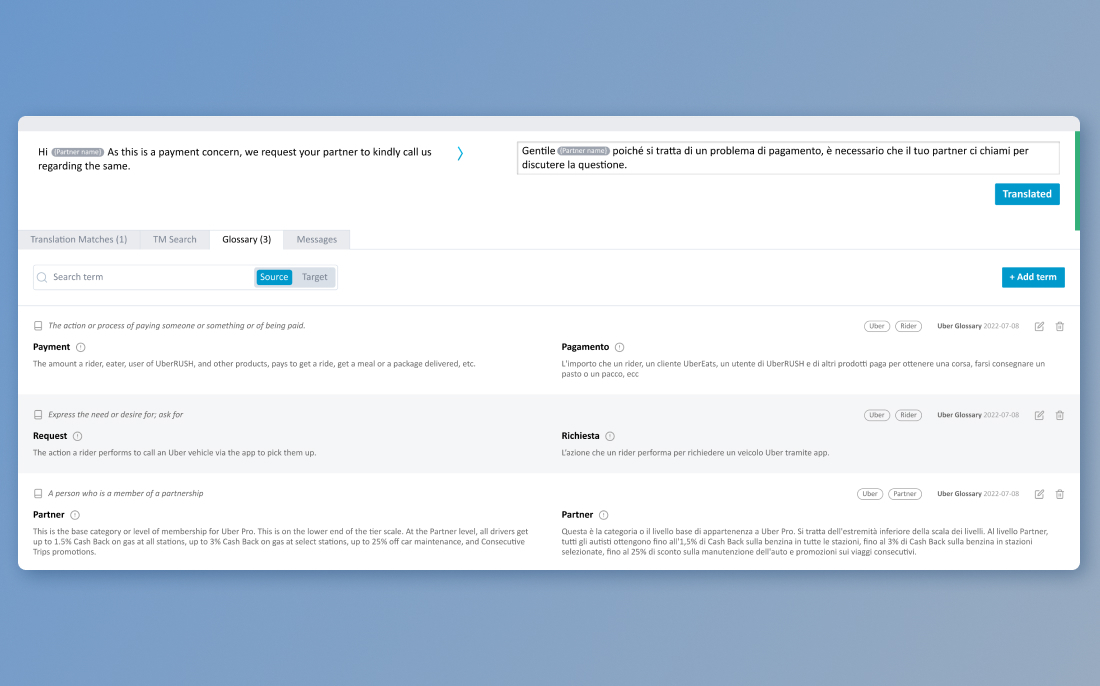 Hi {Partner name} As this is a payment concern, we request your partner to kindly call us
regarding the same.
Gentile {Partner name} poiché si tratta di un problema di pagamento, è necessario che il tuo partner ci chiami per
discutere la questione.
Translated
Translation Matches (1) TM Search Glossary (3) Messages
Search term Source Target + Add term
The action or process of paying someone or something or of being paid. Uber Rider Uber Glossary 2022-07-08
Payment
The amount a rider, eater, user of UberRUSH, and other products, pays to get a ride, get a meal or a package delivered, etc.
Pagamento
L'importo che un rider, un cliente UberEats, un utente di UberRUSH e di altri prodotti paga per ottenere una corsa, farsi consegnare un
pasto o un pacco, ecc
Express the need or desire for; ask for Uber Rider Uber Glossary 2022-07-08
Request
The action a rider performs to call an Uber vehicle via the app to pick them up.
Richiesta
L'azione che un rider performa per richiedere un veicolo Uber tramite app.
A person who is a member of a partnership Uber Partner Uber Glossary 2022-07-08
Partner
This is the base category or level of membership for Uber Pro. This is on the lower end of the tier scale. At the Partner level, all drivers get
up to 1.5% Cash Back on gas at all stations, up to 3% Cash Back on gas at select stations, up to 25% off car maintenance, and Consecutive
Trips promotions.
Partner
Questa è la categoria o il livello base di appartenenza a Uber Pro. Si tratta dell'estremità inferiore della scala dei livelli. Al livello Partner,
tutti gli autisti ottengono fino all'1,5% di Cash Back sulla benzina in tutte le stazioni, fino al 3% di Cash Back sulla benzina in stazioni
selezionate, fino al 25% di sconto sulla manutenzione dell'auto e promozioni sui viaggi consecutivi.